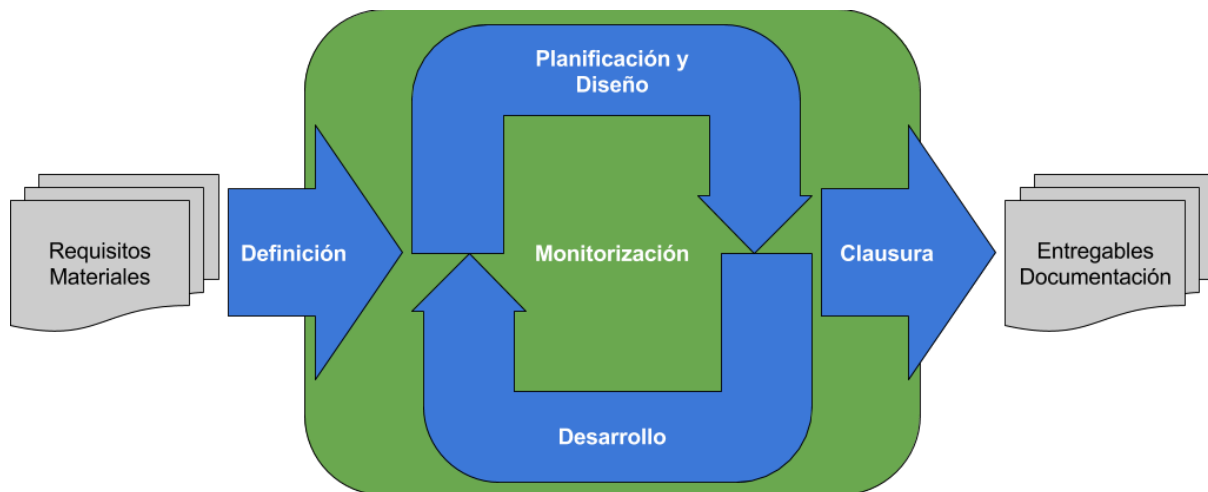 Planificación y
Diseño
Requisitos
Materiales
Definición
Monitorización
Clausura
Entregables
Documentación
Desarrollo